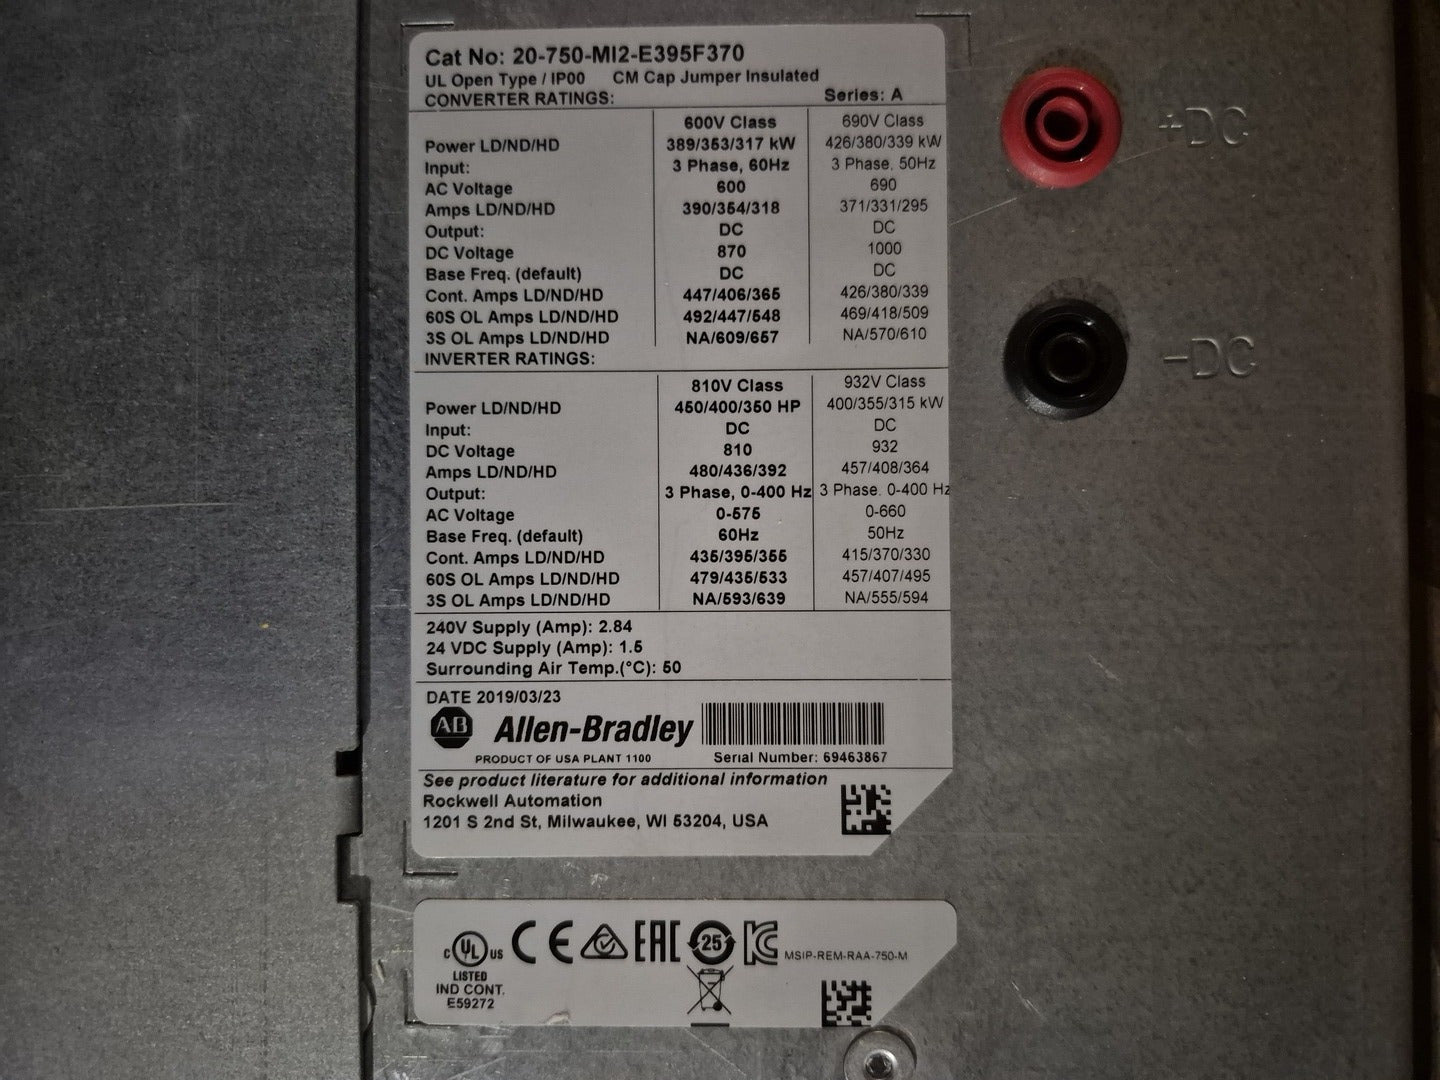 Cat No: 20-750-MI2-E395F370
UL Open Type / IP00 CM Cap Jumper Insulated
CONVERTER RATINGS: Series: A
600V Class 690V Class
Power LD/ND/HD 389/353/317 kW 426/380/339 kW
Input: 3 Phase, 60Hz 3 Phase. 50Hz
AC Voltage 600 690
Amps LD/ND/HD 390/354/318 371/331/295
Output: DC DC
DC Voltage 870 1000
Base Freq. (default) DC DC
Cont. Amps LD/ND/HD 447/406/365 426/380/339
60S OL Amps LD/ND/HD 492/447/548 469/418/509
3S OL Amps LD/ND/HD NA/609/657 NA/570/610
INVERTER RATINGS:
810V Class 932V Class
Power LD/ND/HD 450/400/350 HP 400/355/315 kW
Input: DC DC
DC Voltage 810 932
Amps LD/ND/HD 480/436/392 457/408/364
Output: 3 Phase, 0-400 Hz 3 Phase. 0-400 Hz
AC Voltage 0-575 0-660
Base Freq. (default) 60Hz 50Hz
Cont. Amps LD/ND/HD 435/395/355 415/370/330
60S OL Amps LD/ND/HD 479/435/533 457/407/495
3S OL Amps LD/ND/HD NA/593/639 NA/555/594
240V Supply (Amp): 2.84
24 VDC Supply (Amp): 1.5
Surrounding Air Temp.(°C): 50
DATE 2019/03/23
AB Allen-Bradley
PRODUCT OF USA PLANT 1100 Serial Number: 69463867
See product literature for additional information
Rockwell Automation
1201 S 2nd St, Milwaukee, WI 53204, USA
c UL us CE EAC 25 KC MSIP-REM-RAA-750-M
LISTED
IND CONT.
E59272
+DC
-DC